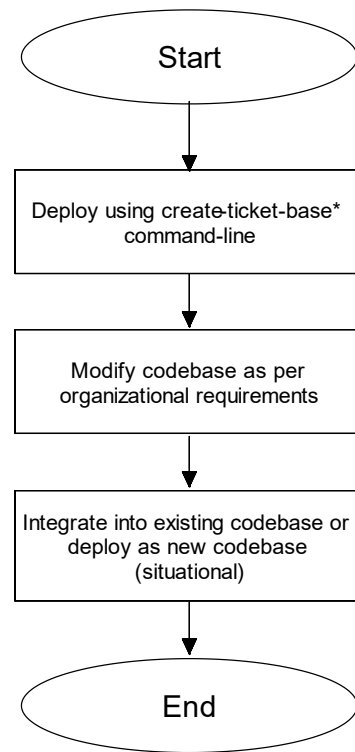 Start
Deploy using create-ticket-base*
command-line
Modify codebase as per
organizational requirements
Integrate into existing codebase or
deploy as new codebase
(situational)
End